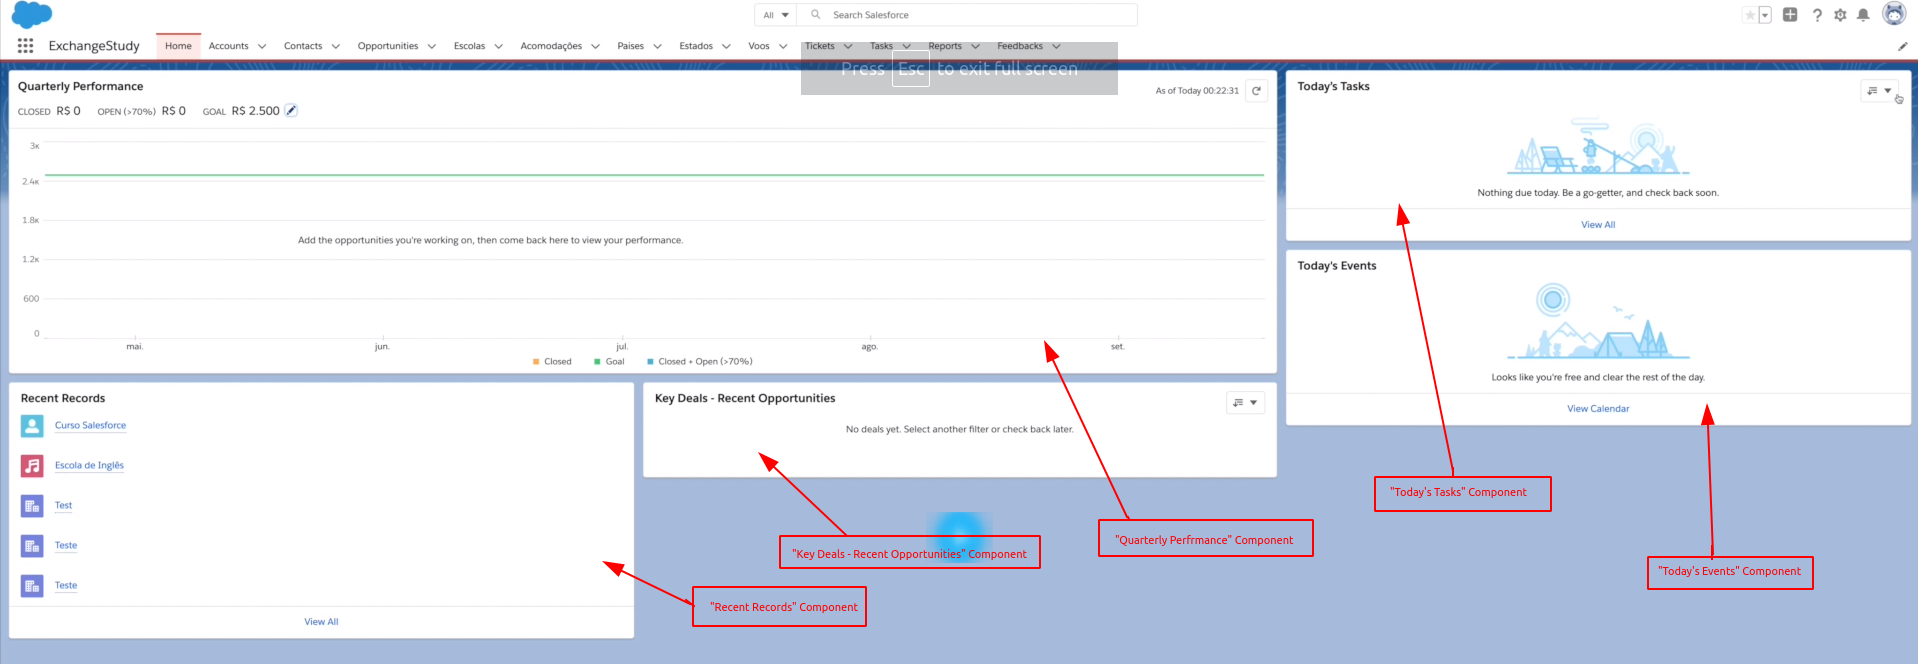 All
Search Salesforce
ExchangeStudy
Home Accounts Contacts Opportunities Escolas Acomodações Paises Estados Voos Tickets Tasks Reports Feedbacks
Press Esc to exit full screen
Quarterly Performance
As of Today 00:22:31
CLOSED R$ 0 OPEN (>70%) R$ 0 GOAL R$ 2.500
3K
2.4K
1.8K
1.2K
600
0
Add the opportunities you're working on, then come back here to view your performance.
mai. jun. jul. ago. set.
Closed Goal Closed + Open (>70%)
Today's Tasks
Nothing due today. Be a go-getter, and check back soon.
View All
Today's Events
Looks like you're free and clear the rest of the day.
View Calendar
Recent Records
Curso Salesforce
Escola de Inglês
Test
Teste
Teste
View All
Key Deals - Recent Opportunities
No deals yet. Select another filter or check back later.
"Today's Tasks" Component
"Quarterly Perfrmance" Component
"Key Deals - Recent Opportunities" Component
"Today's Events" Component
"Recent Records" Component